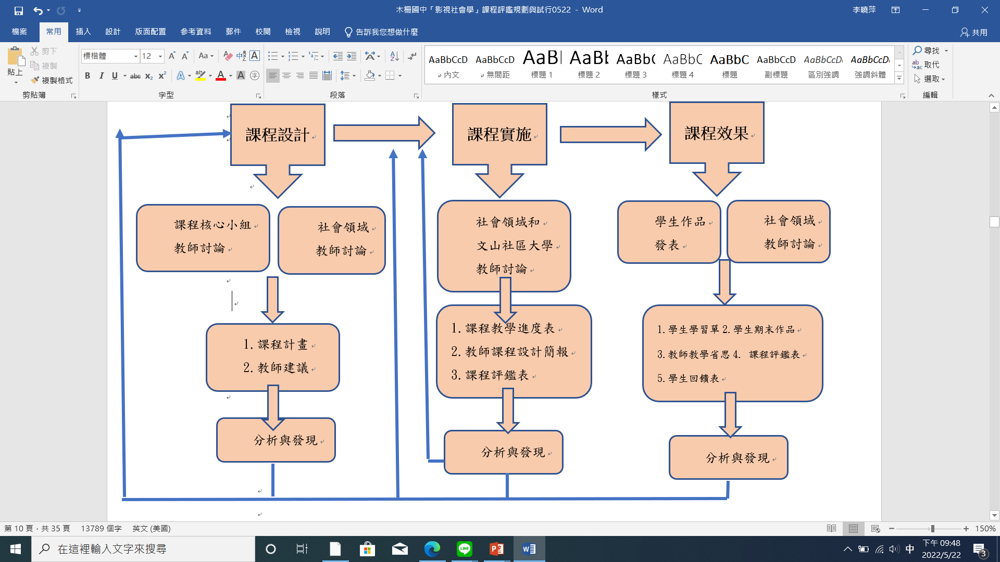 木柵國中「影視社會學」課程評鑑規劃與試行0522 - Word
李曉萍
檔案 常用 插入 設計 版面配置 參考資料 郵件 校閱 檢視 說明 告訴我您想做什麼
共用
貼上
剪下
複製
複製格式
剪貼簿
標楷體 12
字型
段落
AaBbCcD AaBbCcD AaBl AaBb AaBb( AaBbC AaBbC AaBbCcD AaBbCcD AaBbCcD
內文 無間距 標題 1 標題 2 標題 3 標題 4 標題 副標題 區別強調 強調斜體
樣式
尋找
取代
選取
編輯
課程設計
課程實施
課程效果
課程核心小組
教師討論
社會領域
教師討論
社會領域和
文山社區大學
教師討論
學生作品
發表
社會領域
教師討論
1.課程計畫
2.教師建議
1.課程教學進度表
2.教師課程設計簡報
3.課程評鑑表
1.學生學習單 2.學生期末作品
3.教師教學省思 4. 課程評鑑表
5.學生回饋表
分析與發現
分析與發現
分析與發現
第 10 頁，共 35 頁 13789 個字 英文 (美國)
150%
在這裡輸入文字來搜尋
中
下午 09:48
2022/5/22
3